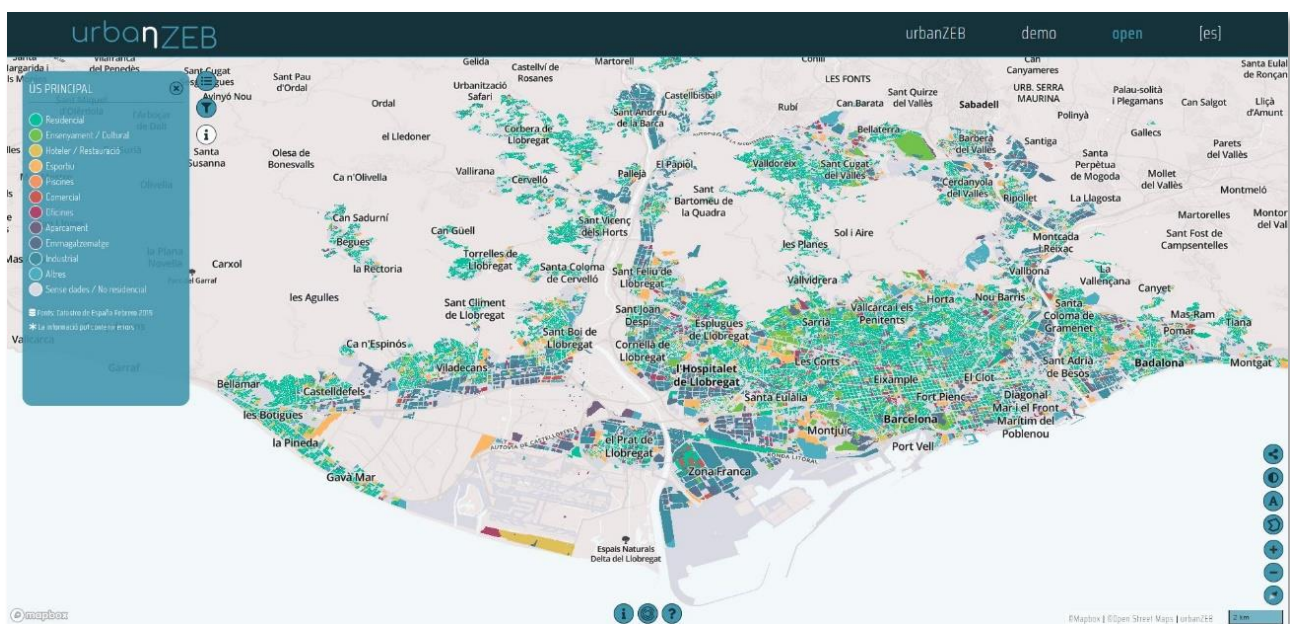 urbanZEB
urbanZEB
demo
open
[es]
ÚS PRINCIPAL
Residencial
Ensenyament / Cultural
Hoteler / Restauració
Esportiu
Piscines
Comercial
Oficines
Aparcament
Emmagatzematge
Industrial
Altres
Sense dades / No residencial
Fonts: Catastro de España Febrero 2019
La informació pot contenir errors
Vilafranca
del Penedès
Sant Pau
d'Ordal
Avinyó Nou
Santa
Susanna
Olesa de
Bonesvalls
Ordal
el Lledoner
Ca n'Olivella
Carxol
les Agulles
la Rectoria
Can Sadurní
Begues
Can Güell
Gelida
Castellví de
Rosanes
Martorell
Urbanització
Safari
Corbera de
Llobregat
Vallirana
Cervelló
Castellbisbal
Sant Andreu
de la Barca
Pallejà
El Papiol
Sant
Bartomeu de
la Quadra
Sant Vicenç
dels Horts
Torrelles de
Llobregat
Santa Coloma
de Cervelló
Sant Feliu de
Llobregat
Sant Climent
de Llobregat
Sant Joan
Despí
Sant Boi de
Llobregat
Cornellà de
Llobregat
Esplugues
de Llobregat
Ca n'Espinós
Viladecans
l'Hospitalet
de Llobregat
Bellamar
Castelldefels
les Botigues
la Pineda
Gavà Mar
AUTOVIA DE CASTELLDEFELS
el Prat de
Llobregat
Zona Franca
Espais Naturals
Delta del Llobregat
LES FONTS
Can
Canyameres
URB. SERRA
MAURINA
Palau-solità
i Plegamans
Can Salgot
Lliçà
d'Amunt
Rubí
Can Barata
Sant Quirze
del Vallès
Sabadell
Polinyà
Gallecs
Bellaterra
Barberà
del Vallès
Santiga
Santa
Perpètua
de Mogoda
Parets
del Vallès
Mollet
del Vallès
Montmeló
Valldoreix
Sant Cugat
del Vallès
Cerdanyola
del Vallès
Ripollet
La Llagosta
Martorelles
Sant Fost de
Campsentelles
Sol i Aire
les Planes
Montcada
i Reixac
Vallvidrera
Vallbona
La
Vallençana
Canyet
Horta
Nou Barris
Vallcarca i els
Penitents
Sarrià
Santa
Coloma de
Gramenet
Mas-Ram
Pomar
Tiana
Les Corts
Eixample
El Clot
Sant Adrià
de Besòs
Badalona
Montgat
Santa Eulàlia
Fort Pienc
Diagonal
Mar i el Front
Marítim del
Poblenou
Montjuïc
Barcelona
Port Vell
RONDA LITORAL
Garraf
mapbox
©Mapbox | ©Open Street Maps | urbanZEB
2 km